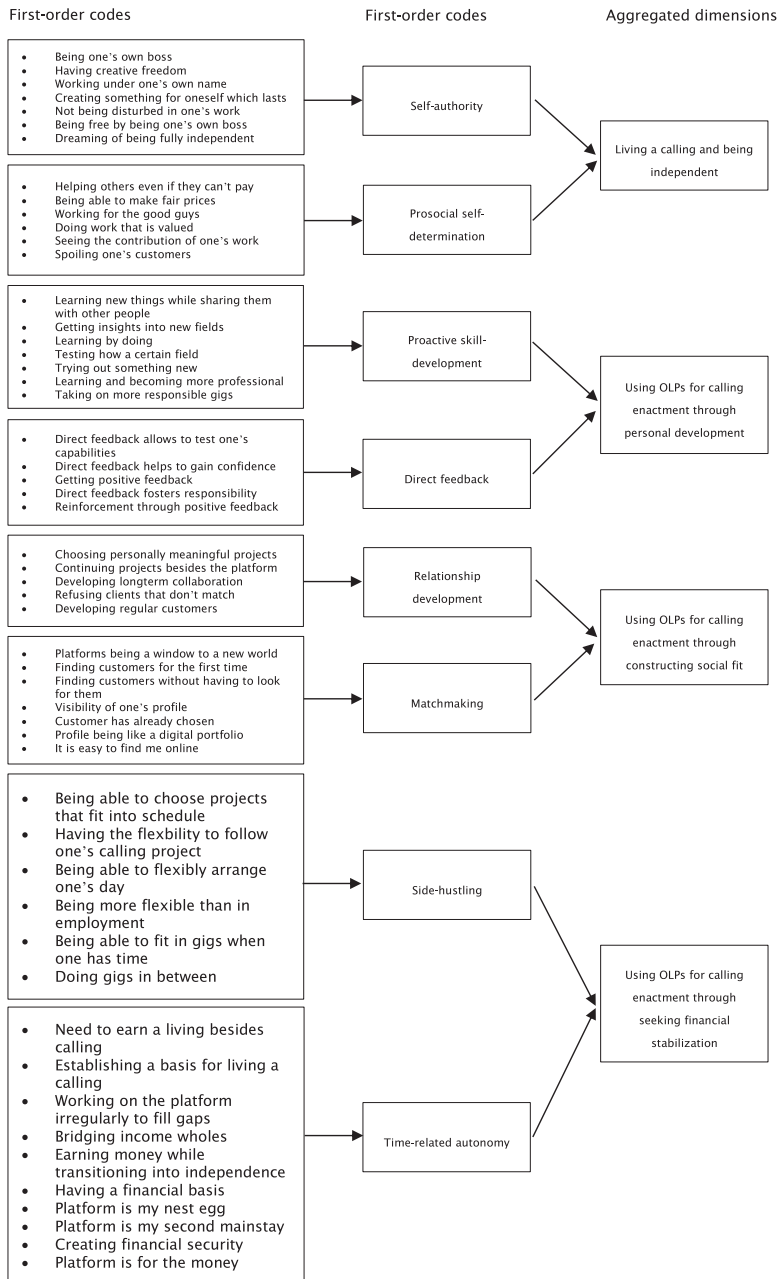 First-order codes
First-order codes
Aggregated dimensions
• Being one's own boss
• Having creative freedom
• Working under one's own name
• Creating something for oneself which lasts
• Not being disturbed in one's work
• Being free by being one's own boss
• Dreaming of being fully independent
Self-authority
Living a calling and being
independent
• Helping others even if they can't pay
• Being able to make fair prices
• Working for the good guys
• Doing work that is valued
• Seeing the contribution of one's work
• Spoiling one's customers
Prosocial self-
determination
• Learning new things while sharing them
with other people
• Getting insights into new fields
• Learning by doing
• Testing how a certain field
• Trying out something new
• Learning and becoming more professional
• Taking on more responsible gigs
Proactive skill-
development
Using OLPs for calling
enactment through
personal development
• Direct feedback allows to test one's
capabilities
• Direct feedback helps to gain confidence
• Getting positive feedback
• Direct feedback fosters responsibility
• Reinforcement through positive feedback
Direct feedback
• Choosing personally meaningful projects
• Continuing projects besides the platform
• Developing longterm collaboration
• Refusing clients that don't match
• Developing regular customers
Relationship
development
Using OLPs for calling
enactment through
constructing social fit
• Platforms being a window to a new world
• Finding customers for the first time
• Finding customers without having to look
for them
• Visibility of one's profile
• Customer has already chosen
• Profile being like a digital portfolio
• It is easy to find me online
Matchmaking
• Being able to choose projects
that fit into schedule
• Having the flexbility to follow
one's calling project
• Being able to flexibly arrange
one's day
• Being more flexible than in
employment
• Being able to fit in gigs when
one has time
• Doing gigs in between
Side-hustling
Using OLPs for calling
enactment through
seeking financial
stabilization
• Need to earn a living besides
calling
• Establishing a basis for living a
calling
• Working on the platform
irregularly to fill gaps
• Bridging income wholes
• Earning money while
transitioning into independence
• Having a financial basis
• Platform is my nest egg
• Platform is my second mainstay
• Creating financial security
• Platform is for the money
Time-related autonomy